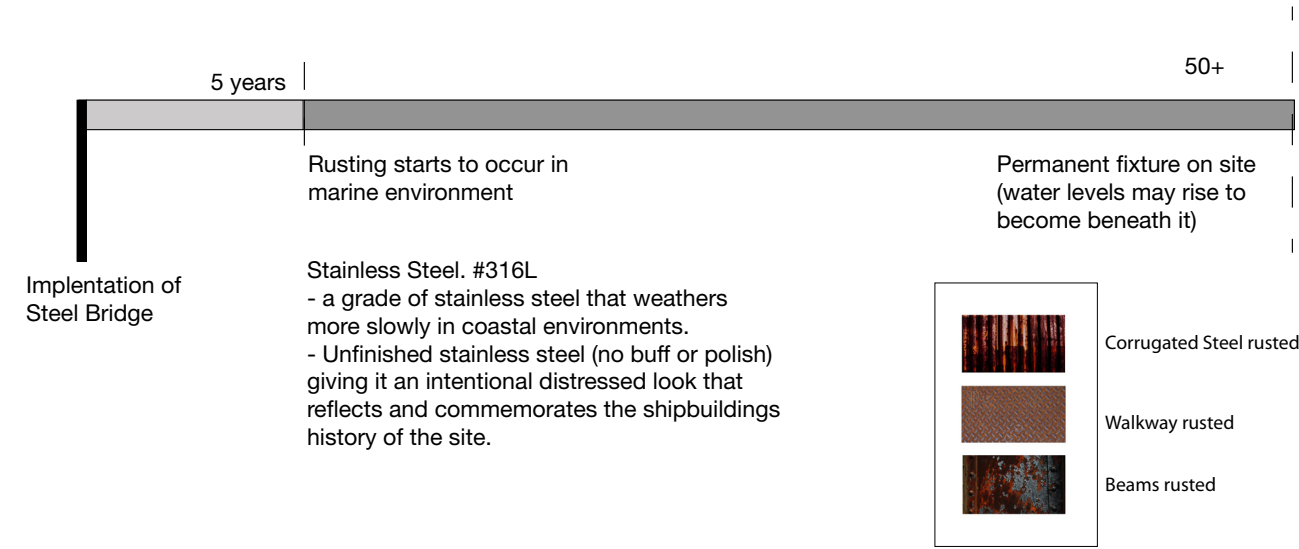 5 years
50+
Rusting starts to occur in
marine environment
Permanent fixture on site
(water levels may rise to
become beneath it)
Implentation of
Steel Bridge
Stainless Steel. #316L
- a grade of stainless steel that weathers
more slowly in coastal environments.
- Unfinished stainless steel (no buff or polish)
giving it an intentional distressed look that
reflects and commemorates the shipbuildings
history of the site.
Corrugated Steel rusted
Walkway rusted
Beams rusted